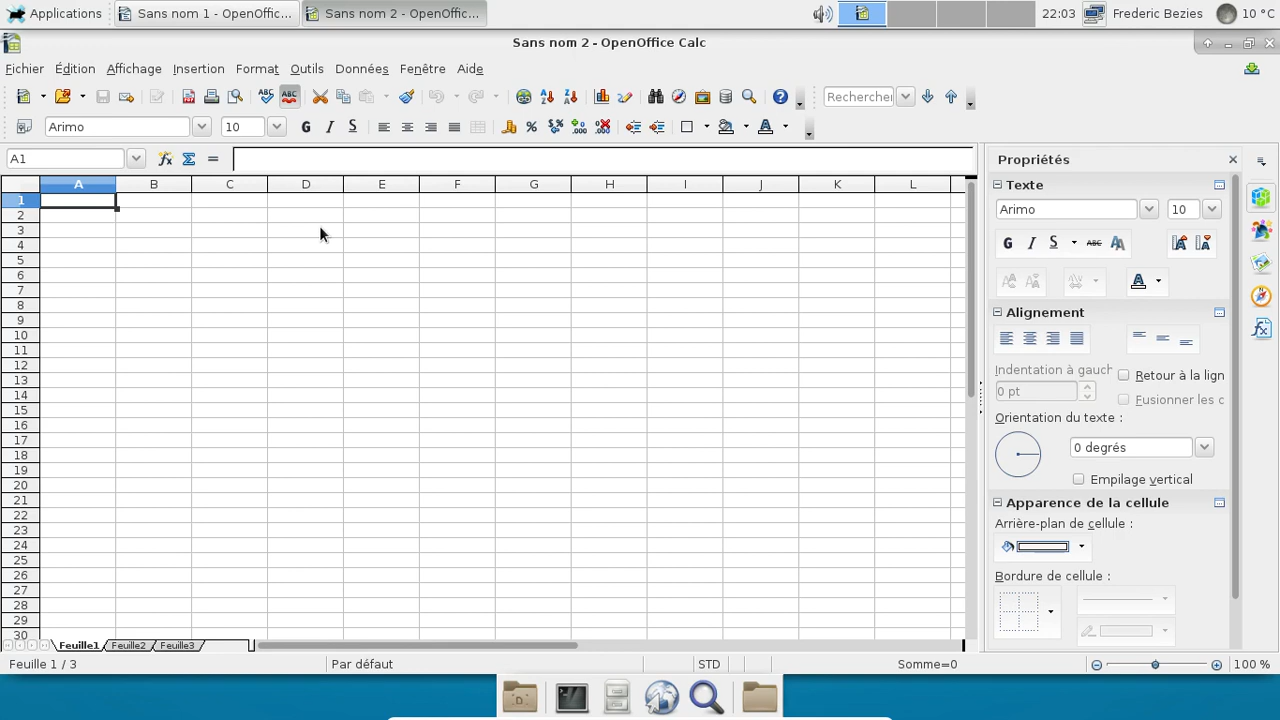 Applications
Sans nom 1 - OpenOffic...
Sans nom 2 - OpenOffic...
22:03
Frederic Bezies
10 °C
Sans nom 2 - OpenOffice Calc
Fichier Édition Affichage Insertion Format Outils Données Fenêtre Aide
Rechercher
Arimo
10
G I S
A1
A B C D E F G H I J K L
1
2
3
4
5
6
7
8
9
10
11
12
13
14
15
16
17
18
19
20
21
22
23
24
25
26
27
28
29
30
Propriétés
Texte
Arimo
10
G I S ABC
Alignement
Indentation à gauch
Retour à la lign
0 pt
Fusionner les c
Orientation du texte :
0 degrés
Empilage vertical
Apparence de la cellule
Arrière-plan de cellule :
Bordure de cellule :
Feuille1 Feuille2 Feuille3
Feuille 1 / 3
Par défaut
STD
Somme=0
100 %